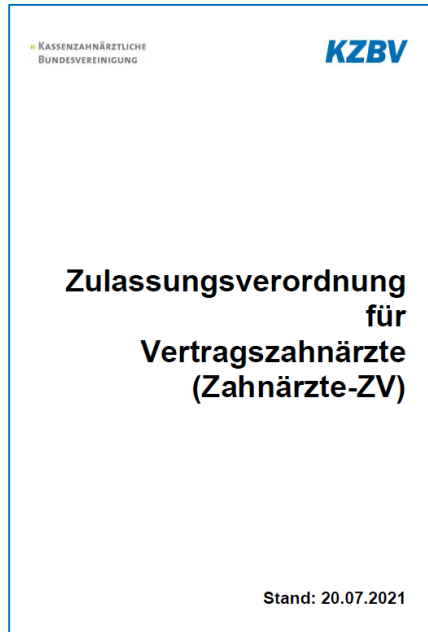 » KASSENZAHNÄRZTLICHE
BUNDESVEREINIGUNG
KZBV
Zulassungsverordnung
für
Vertragszahnärzte
(Zahnärzte-ZV)
Stand: 20.07.2021